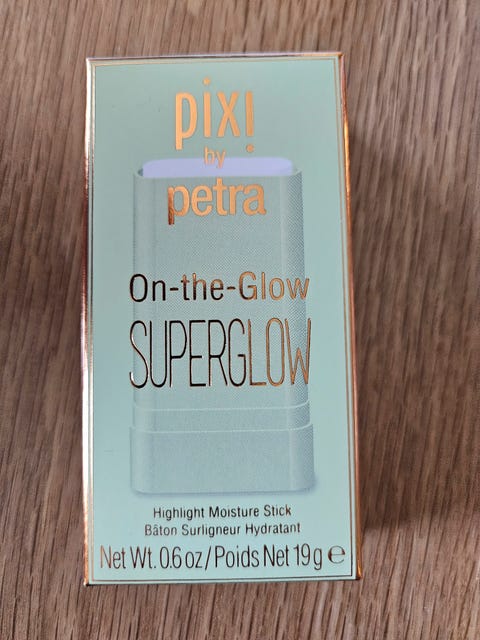 pixi
by
petra
On-the-Glow
SUPERGLOW
Highlight Moisture Stick
Bâton Surligneur Hydratant
Net Wt. 0.6 oz/Poids Net 19 g ℮